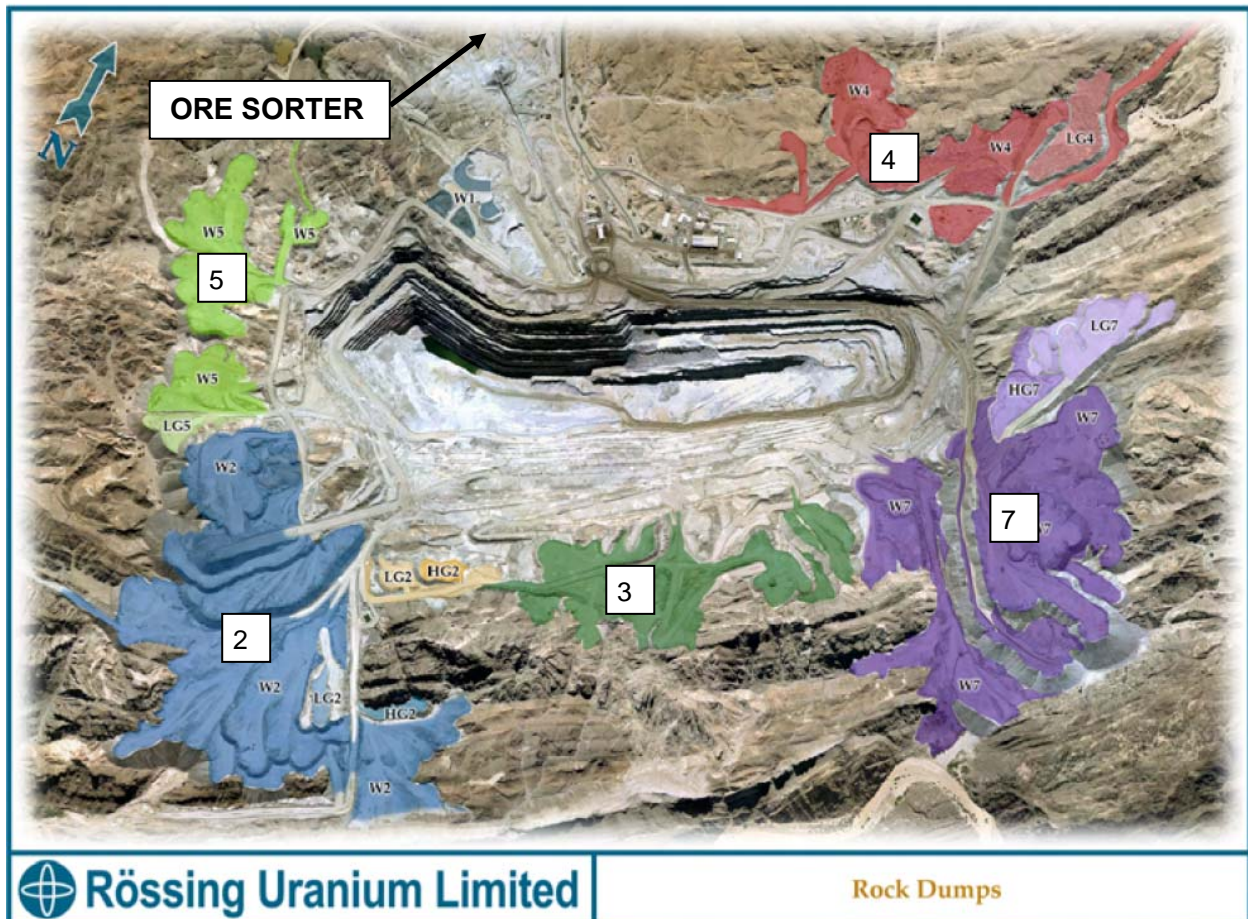 N
ORE SORTER
W4
4
W4
LG4
W1
W5
W5
5
W5
LG5
LG7
HG7
W7
W2
W7
7
LG2
HG2
3
2
W2
LG2
HG2
W2
W7
Rössing Uranium Limited
Rock Dumps